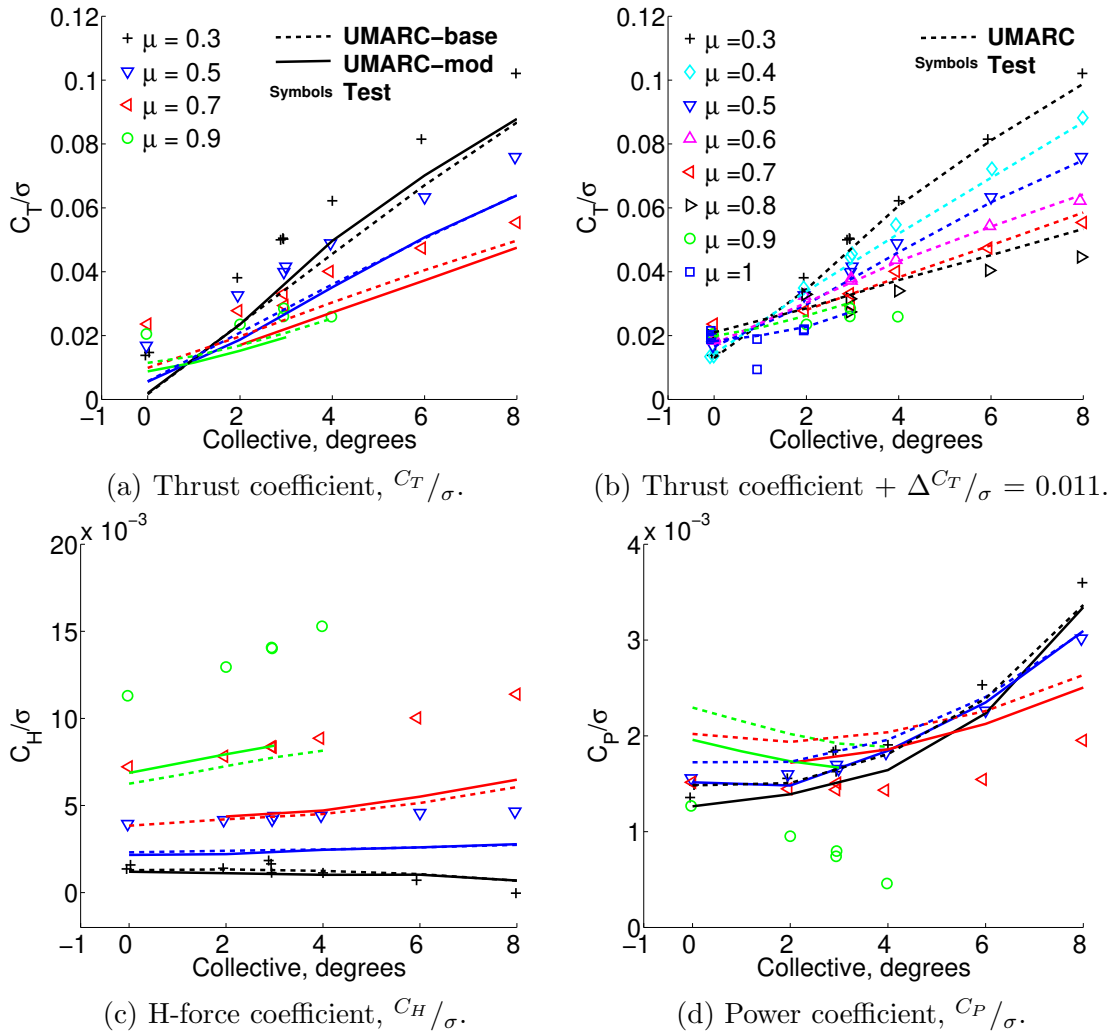 0.12
0.1
0.08
0.06
0.04
0.02
0
C_T/σ
μ = 0.3
μ = 0.5
μ = 0.7
μ = 0.9
UMARC-base
UMARC-mod
Symbols Test
−1 0 2 4 6 8
Collective, degrees
(a) Thrust coefficient, C_T/σ.
0.12
0.1
0.08
0.06
0.04
0.02
0
C_T/σ
μ =0.3
μ =0.4
μ =0.5
μ =0.6
μ =0.7
μ =0.8
μ =0.9
μ =1
UMARC
Symbols Test
−1 0 2 4 6 8
Collective, degrees
(b) Thrust coefficient + ΔC_T/σ = 0.011.
x 10⁻³
20
15
10
5
0
C_H/σ
−1 0 2 4 6 8
Collective, degrees
(c) H-force coefficient, C_H/σ.
x 10⁻³
4
3
2
1
0
C_P/σ
−1 0 2 4 6 8
Collective, degrees
(d) Power coefficient, C_P/σ.